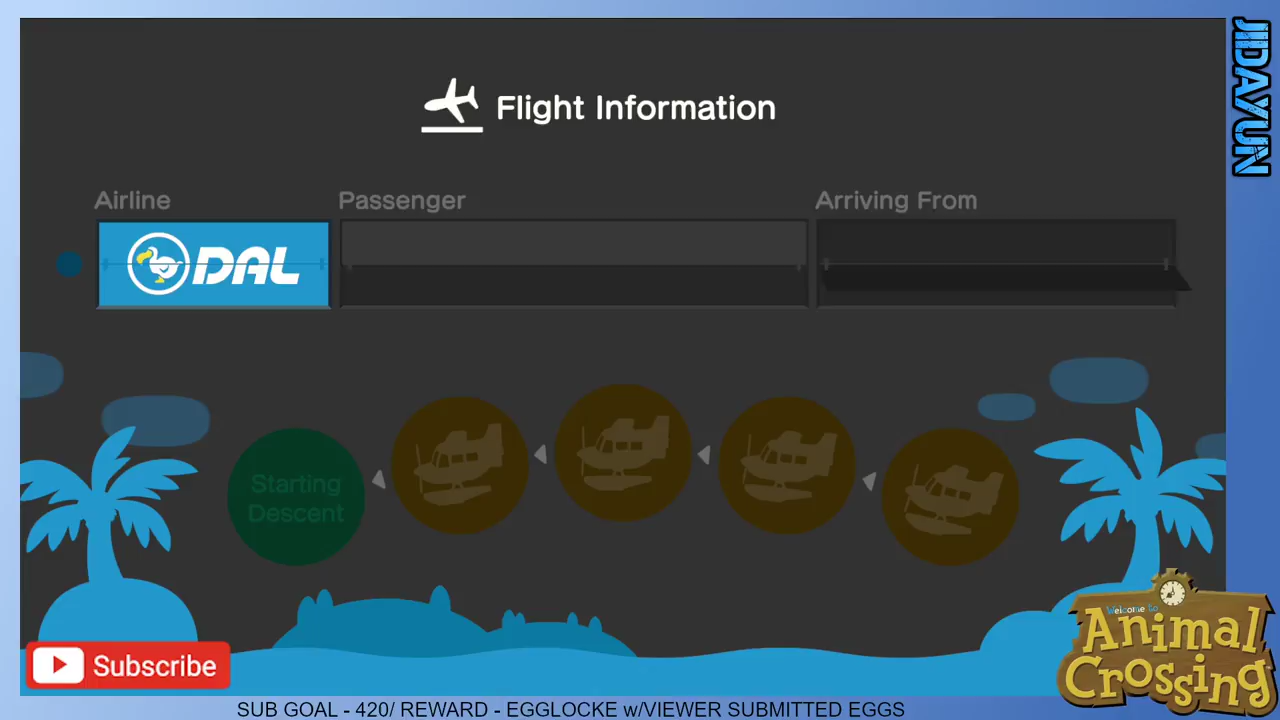 JIDAYUN
Flight Information
Airline
Passenger
Arriving From
DAL
Starting
Descent
Welcome to
Animal
Crossing
Subscribe
SUB GOAL - 420/ REWARD - EGGLOCKE w/VIEWER SUBMITTED EGGS